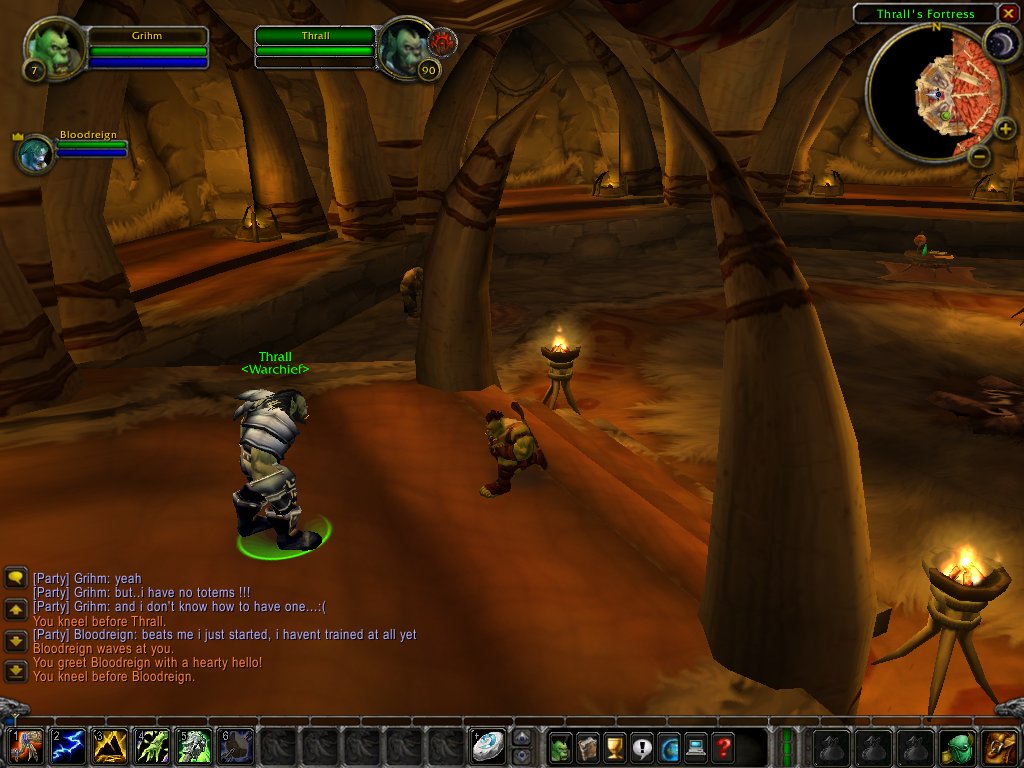 Grihm
7
Thrall
90
Thrall's Fortress
N
Bloodreign
Thrall
<Warchief>
[Party] Grihm: yeah
[Party] Grihm: but..i have no totems !!!
[Party] Grihm: and i don't know how to have one...:(
You kneel before Thrall.
[Party] Bloodreign: beats me i just started, i havent trained at all yet
Bloodreign waves at you.
You greet Bloodreign with a hearty hello!
You kneel before Bloodreign.
1 2 3 4 5 6